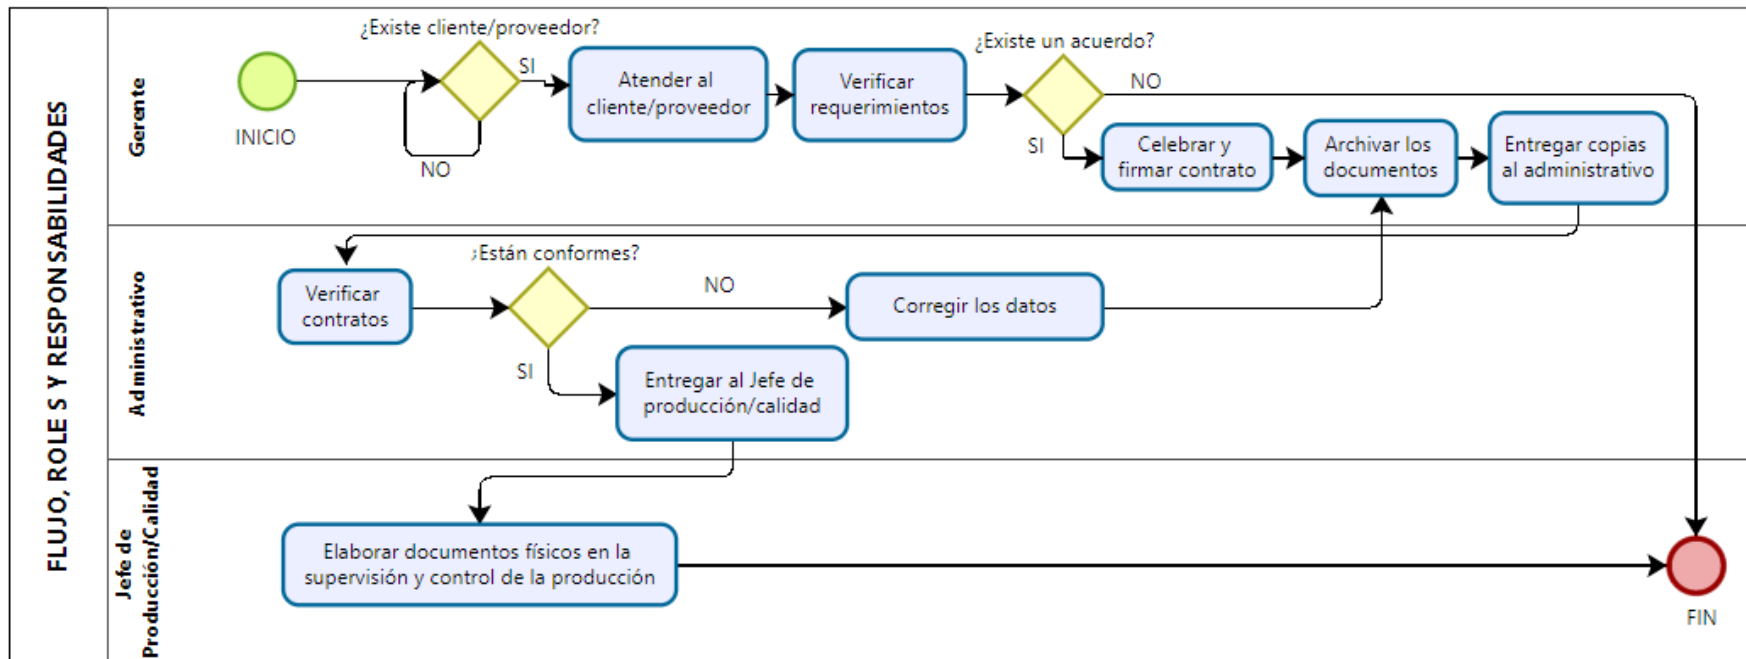 FLUJO, ROLE S Y RESPONSABILIDADES
Gerente
INICIO
¿Existe cliente/proveedor?
SI
NO
Atender al
cliente/proveedor
Verificar
requerimientos
¿Existe un acuerdo?
NO
SI
Celebrar y
firmar contrato
Archivar los
documentos
Entregar copias
al administrativo
Administrativo
Verificar
contratos
¿Están conformes?
NO
SI
Corregir los datos
Entregar al Jefe de
producción/calidad
Jefe de
Producción/Calidad
Elaborar documentos físicos en la
supervisión y control de la producción
FIN